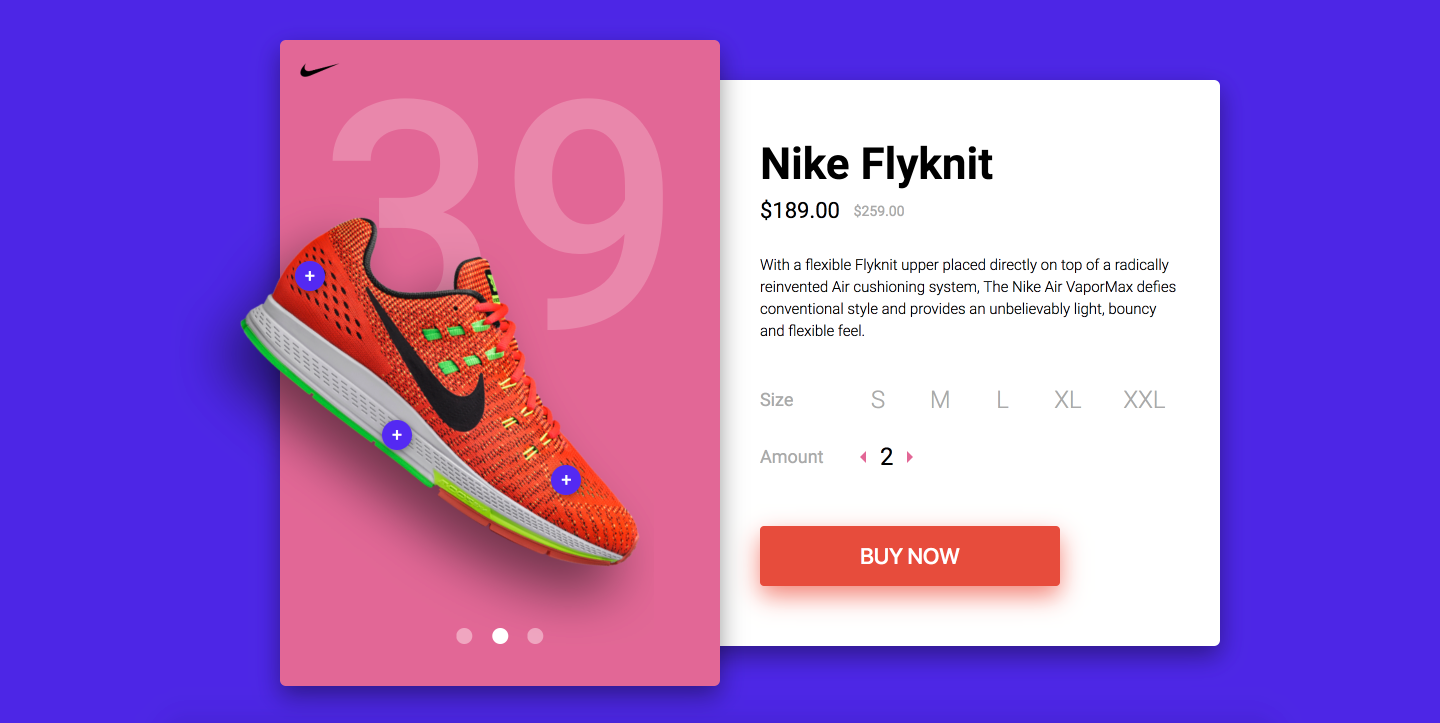 39
Nike Flyknit
$189.00 $259.00
With a flexible Flyknit upper placed directly on top of a radically
reinvented Air cushioning system, The Nike Air VaporMax defies
conventional style and provides an unbelievably light, bouncy
and flexible feel.
Size S M L XL XXL
Amount 2
BUY NOW